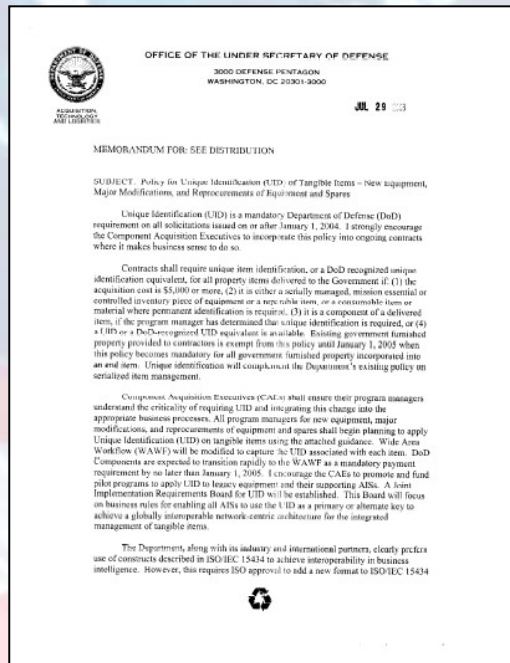 OFFICE OF THE UNDER SECRETARY OF DEFENSE
3000 DEFENSE PENTAGON
WASHINGTON, DC 20301-3000
ACQUISITION,
TECHNOLOGY
AND LOGISTICS
JUL 29
MEMORANDUM FOR: SEE DISTRIBUTION
SUBJECT: Policy for Unique Identification (UID) of Tangible Items – New Equipment,
Major Modifications, and Reprocurements of Equipment and Spares
Unique Identification (UID) is a mandatory Department of Defense (DoD)
requirement on all solicitations issued on or after January 1, 2004. I strongly encourage
the Component Acquisition Executives to incorporate this policy into ongoing contracts
where it makes business sense to do so.
Contracts shall require unique item identification, or a DoD recognized unique
identification equivalent, for all property items delivered to the Government if: (1) the
acquisition cost is $5,000 or more, (2) it is either a serially managed, mission essential or
controlled inventory piece of equipment or a reparable item, or a consumable item or
material where permanent identification is required, (3) it is a component of a delivered
item, if the program manager has determined that unique identification is required, or (4)
a UID or a DoD-recognized UID equivalent is available. Existing government furnished
property provided to contractors is exempt from this policy until January 1, 2005 when
this policy becomes mandatory for all government furnished property incorporated into
an end item. Unique identification will complement the Department's existing policy on
serialized item management.
Component Acquisition Executives (CAEs) shall ensure their program managers
understand the criticality of requiring UID and integrating this change into the
appropriate business processes. All program managers for new equipment, major
modifications, and reprocurements of equipment and spares shall begin planning to apply
Unique Identification (UID) on tangible items using the attached guidance. Wide Area
Workflow (WAWF) will be modified to capture the UID associated with each item. DoD
Components are expected to transition rapidly to the WAWF as a mandatory payment
requirement by no later than January 1, 2005. I encourage the CAEs to promote and fund
pilot programs to apply UID to legacy equipment and their supporting AISs. A Joint
Implementation Requirements Board for UID will be established. This Board will focus
on business rules for enabling all AISs to use the UID as a primary or alternate key to
achieve a globally interoperable network-centric architecture for the integrated
management of tangible items.
The Department, along with its industry and international partners, clearly prefers
use of constructs described in ISO/IEC 15434 to achieve interoperability in business
intelligence. However, this requires ISO approval to add a new format to ISO/IEC 15434